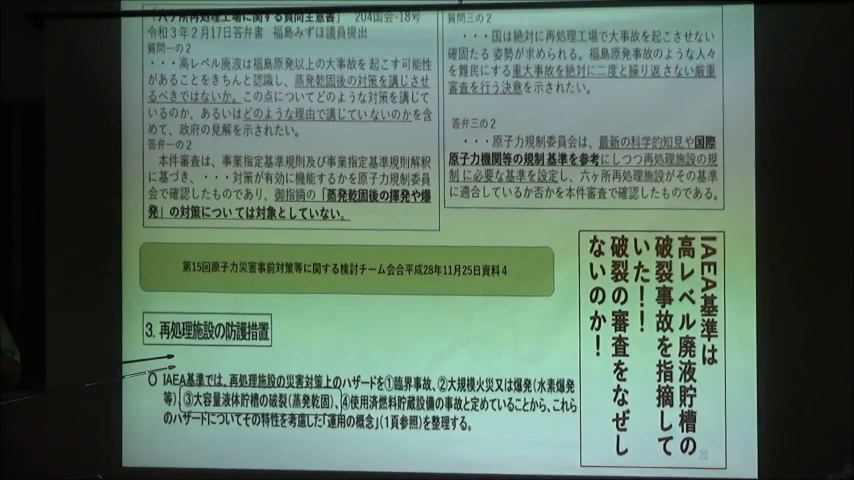 「六ヶ所再処理工場に関する質問主意書」 204国会-18号
令和3年2月17日答弁書 福島みずほ議員提出
質問一の2
・・・高レベル廃液は福島原発以上の大事故を起こす可能性
があることをきちんと認識し、蒸発乾固後の対策を講じさせ
るべきではないか。この点についてどのような対策を講じて
いるのか、あるいはどのような理由で講じていないのかを含
めて、政府の見解を示されたい。
答弁一の2
本件審査は、事業指定基準規則及び事業指定基準規則解釈
に基づき、・・・対策が有効に機能するかを原子力規制委員
会で確認したものであり、御指摘の「蒸発乾固後の揮発や爆
発」の対策については対象としていない。
質問三の2
・・・国は絶対に再処理工場で大事故を起こさせない
確固たる 姿勢が求められる。福島原発事故のような人々
を難民にする重大事故を絶対に二度と繰り返さない厳重
審査を行う決意を示されたい。
答弁三の2
・・・原子力規制委員会は、最新の科学的知見や国際
原子力機関等の規制 基準を参考にしつつ再処理施設の規
制 に必要な基準を設定し、六ヶ所再処理施設がその基準
に適合しているか否かを本件審査で確認したものである。
第15回原子力災害事前対策等に関する検討チーム会合平成28年11月25日資料4
3. 再処理施設の防護措置
○ IAEA基準では、再処理施設の災害対策上のハザードを①臨界事故、②大規模火災又は爆発(水素爆発
等)、③大容量液体貯槽の破裂(蒸発乾固)、④使用済燃料貯蔵設備の事故と定めていることから、これら
のハザードについてその特性を考慮した「運用の概念」(1頁参照)を整理する。
IAEA基準は
高レベル廃液貯槽の
破裂事故を指摘して
いた!!
破裂の審査をなぜし
ないのか!
20